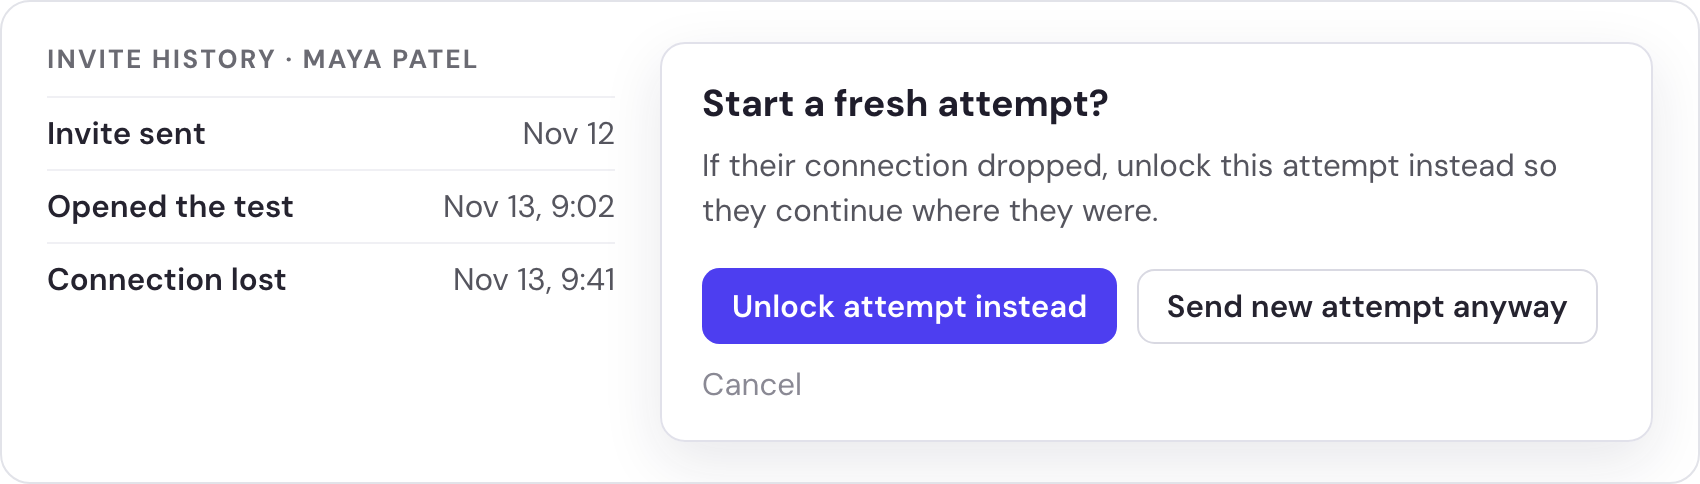 INVITE HISTORY · MAYA PATEL
Invite sent Nov 12
Opened the test Nov 13, 9:02
Connection lost Nov 13, 9:41
Start a fresh attempt?
If their connection dropped, unlock this attempt instead so
they continue where they were.
Unlock attempt instead Send new attempt anyway
Cancel